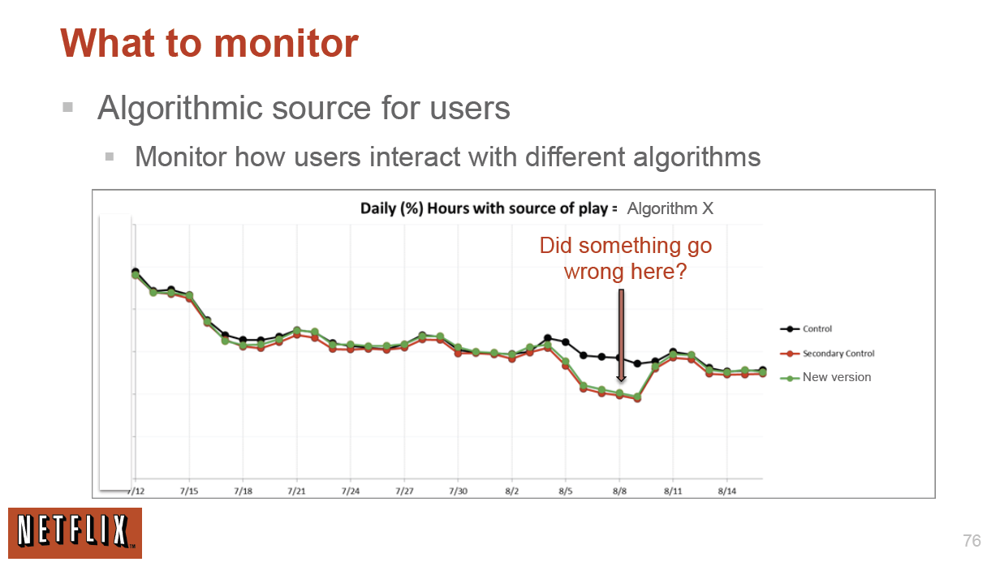 What to monitor
Algorithmic source for users
Monitor how users interact with different algorithms
Daily (%) Hours with source of play = Algorithm X
Did something go
wrong here?
Control
Secondary Control
New version
7/12 7/15 7/18 7/21 7/24 7/27 7/30 8/2 8/5 8/8 8/11 8/14
NETFLIX™
76